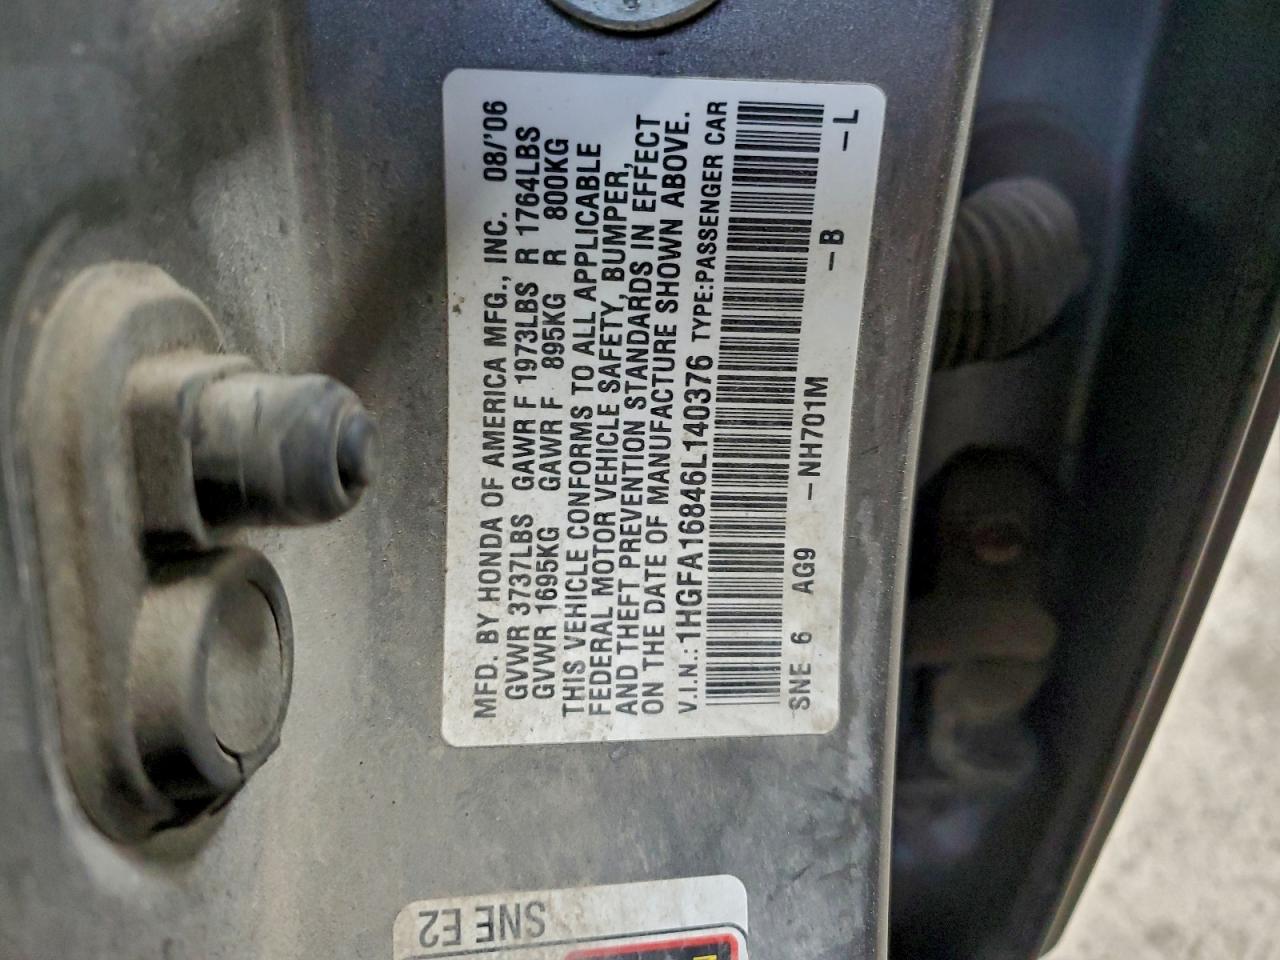 MFD. BY HONDA OF AMERICA MFG., INC. 08/'06
GVWR 3737LBS GAWR F 1973LBS R 1764LBS
GVWR 1695KG GAWR F 895KG R 800KG
THIS VEHICLE CONFORMS TO ALL APPLICABLE
FEDERAL MOTOR VEHICLE SAFETY, BUMPER,
AND THEFT PREVENTION STANDARDS IN EFFECT
ON THE DATE OF MANUFACTURE SHOWN ABOVE.
V.I.N.: 1HGFA16846L140376 TYPE:PASSENGER CAR
SNE 6 AG9 -NH701M -B -L
SNE E2